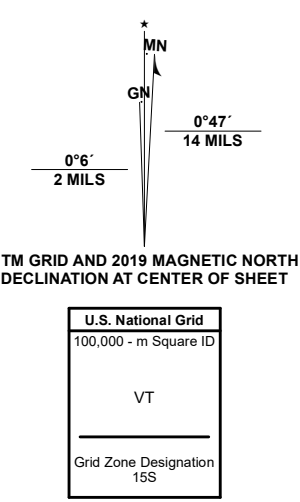 ★
MN
GN
0°47´
14 MILS
0°6´
2 MILS
TM GRID AND 2019 MAGNETIC NORTH
DECLINATION AT CENTER OF SHEET
U.S. National Grid
100,000 - m Square ID
VT
Grid Zone Designation
15S